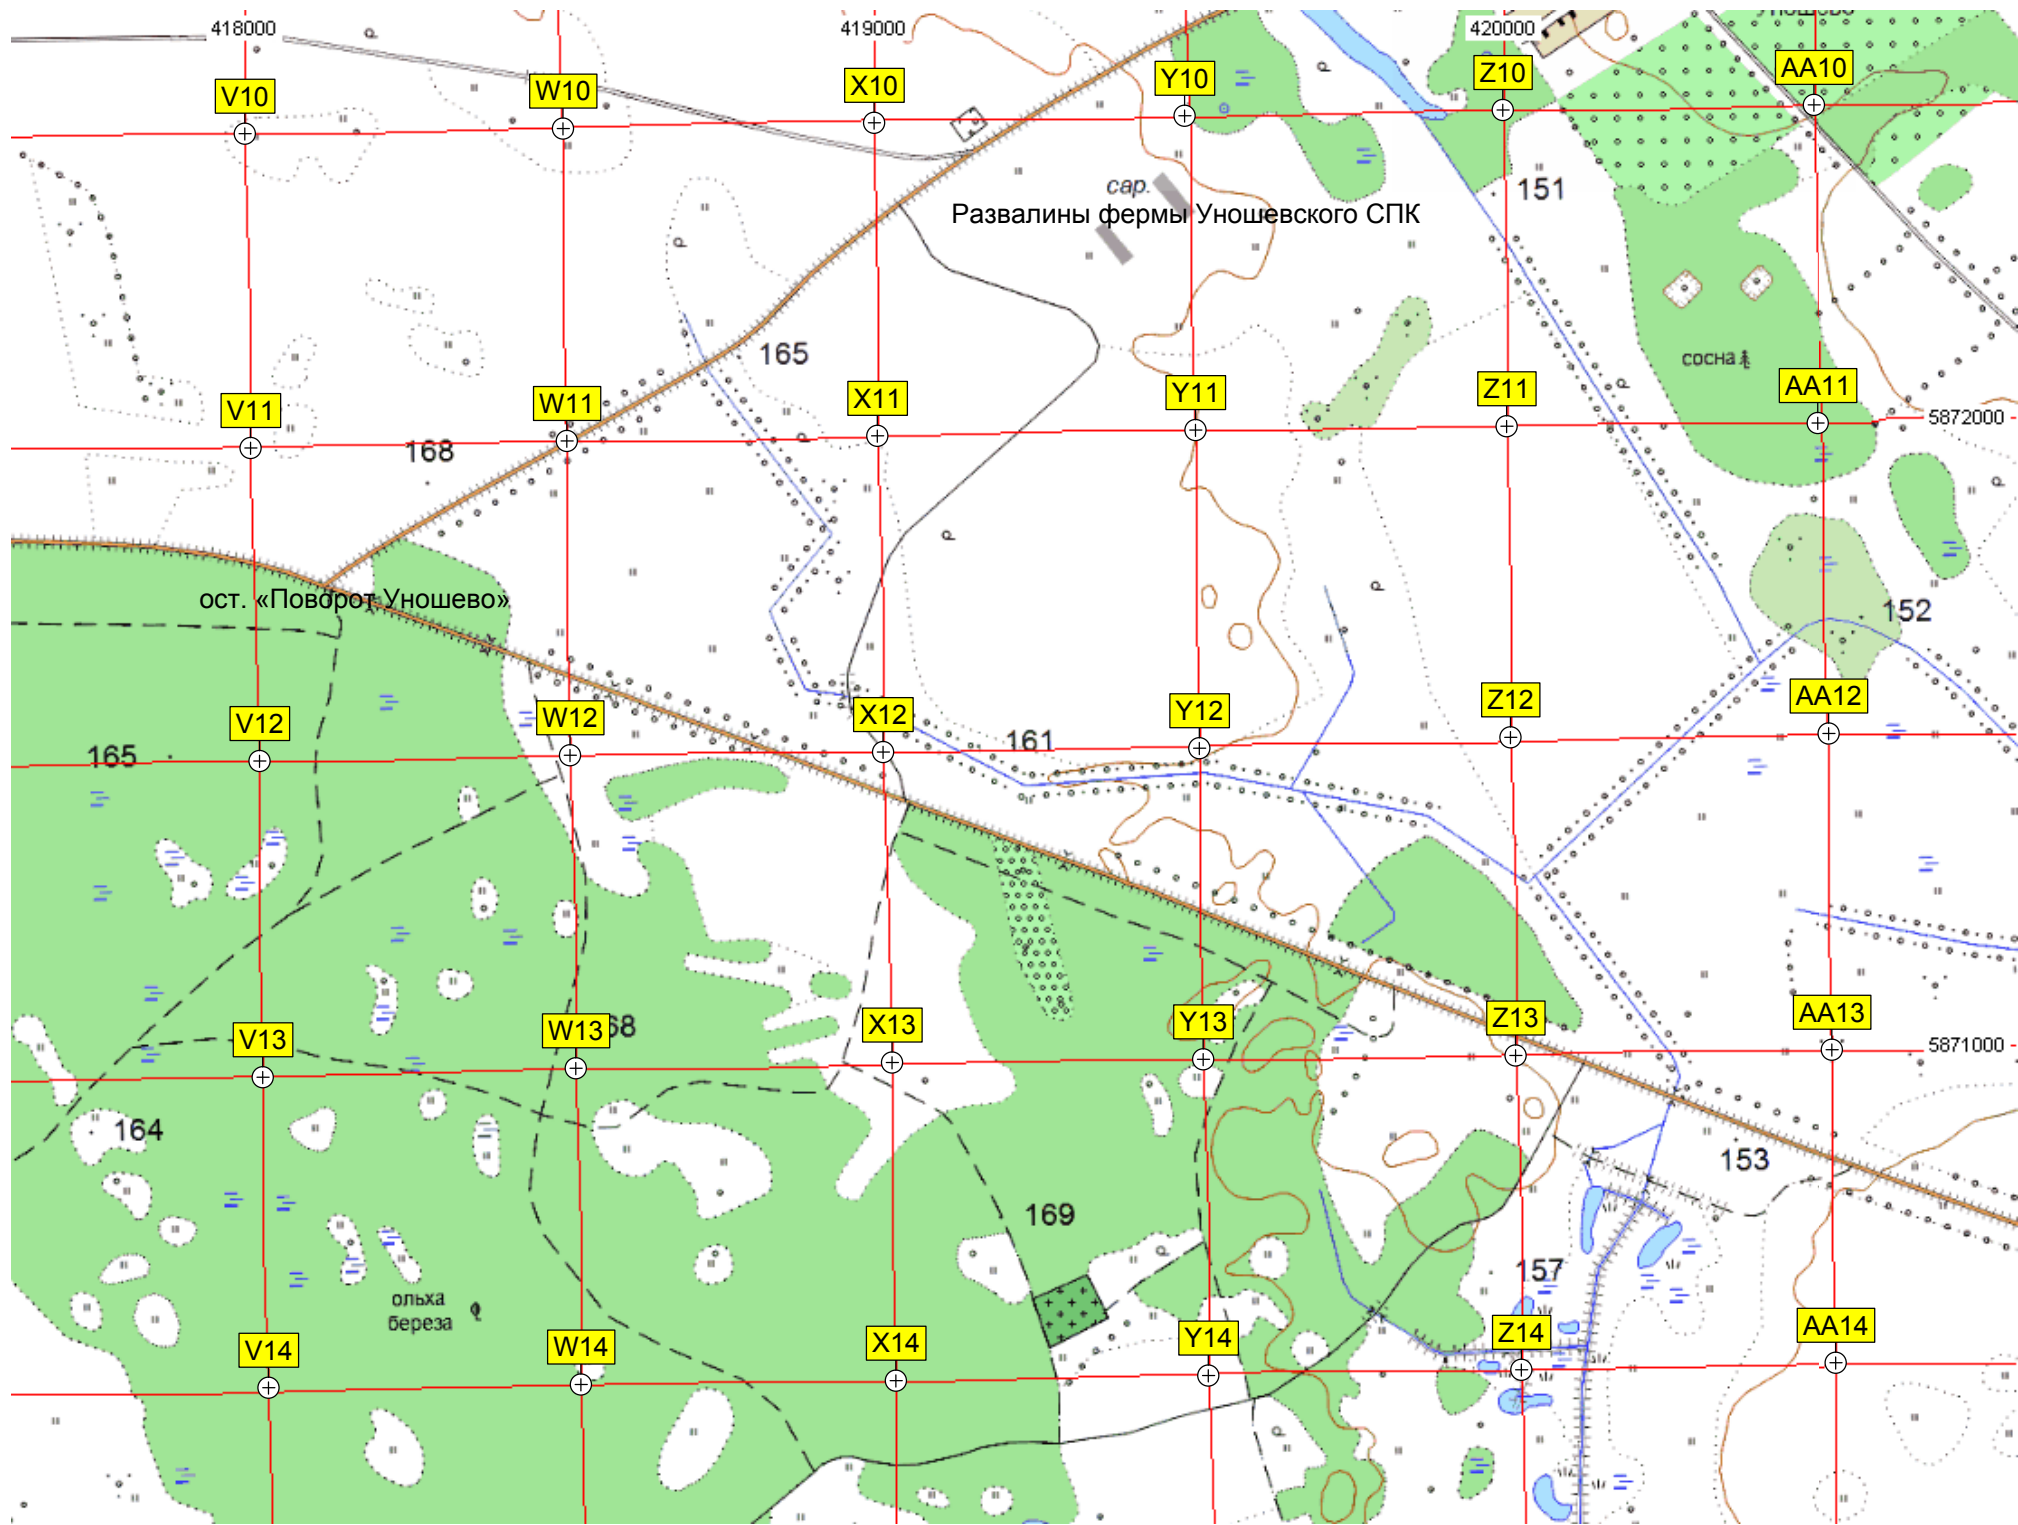 418000
419000
420000
Уношево
V10
W10
X10
Y10
Z10
AA10
151
сар.
Развалины фермы Уношевского СПК
165
сосна
V11
W11
X11
Y11
Z11
AA11
5872000
168
ост. «Поворот Уношево»
152
V12
W12
X12
Y12
Z12
AA12
165
161
V13
W13
68
X13
Y13
Z13
AA13
5871000
164
153
169
157
ольха
береза
V14
W14
X14
Y14
Z14
AA14